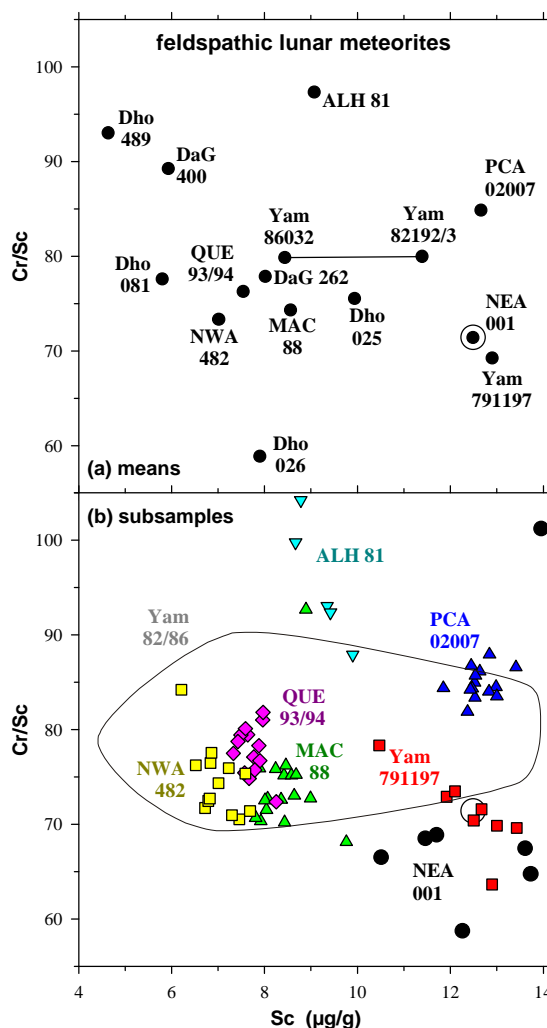 feldspathic lunar meteorites
100
90
80
70
60
Cr/Sc
Dho
489
DaG
400
ALH 81
PCA
02007
Yam
86032
Yam
82192/3
Dho
081
QUE
93/94
DaG 262
NWA
482
MAC
88
Dho
025
NEA
001
Yam
791197
Dho
026
(a) means
(b) subsamples
100
90
80
70
60
Cr/Sc
ALH 81
Yam
82/86
PCA
02007
QUE
93/94
NWA
482
MAC
88
Yam
791197
NEA
001
4 6 8 10 12 14
Sc (µg/g)